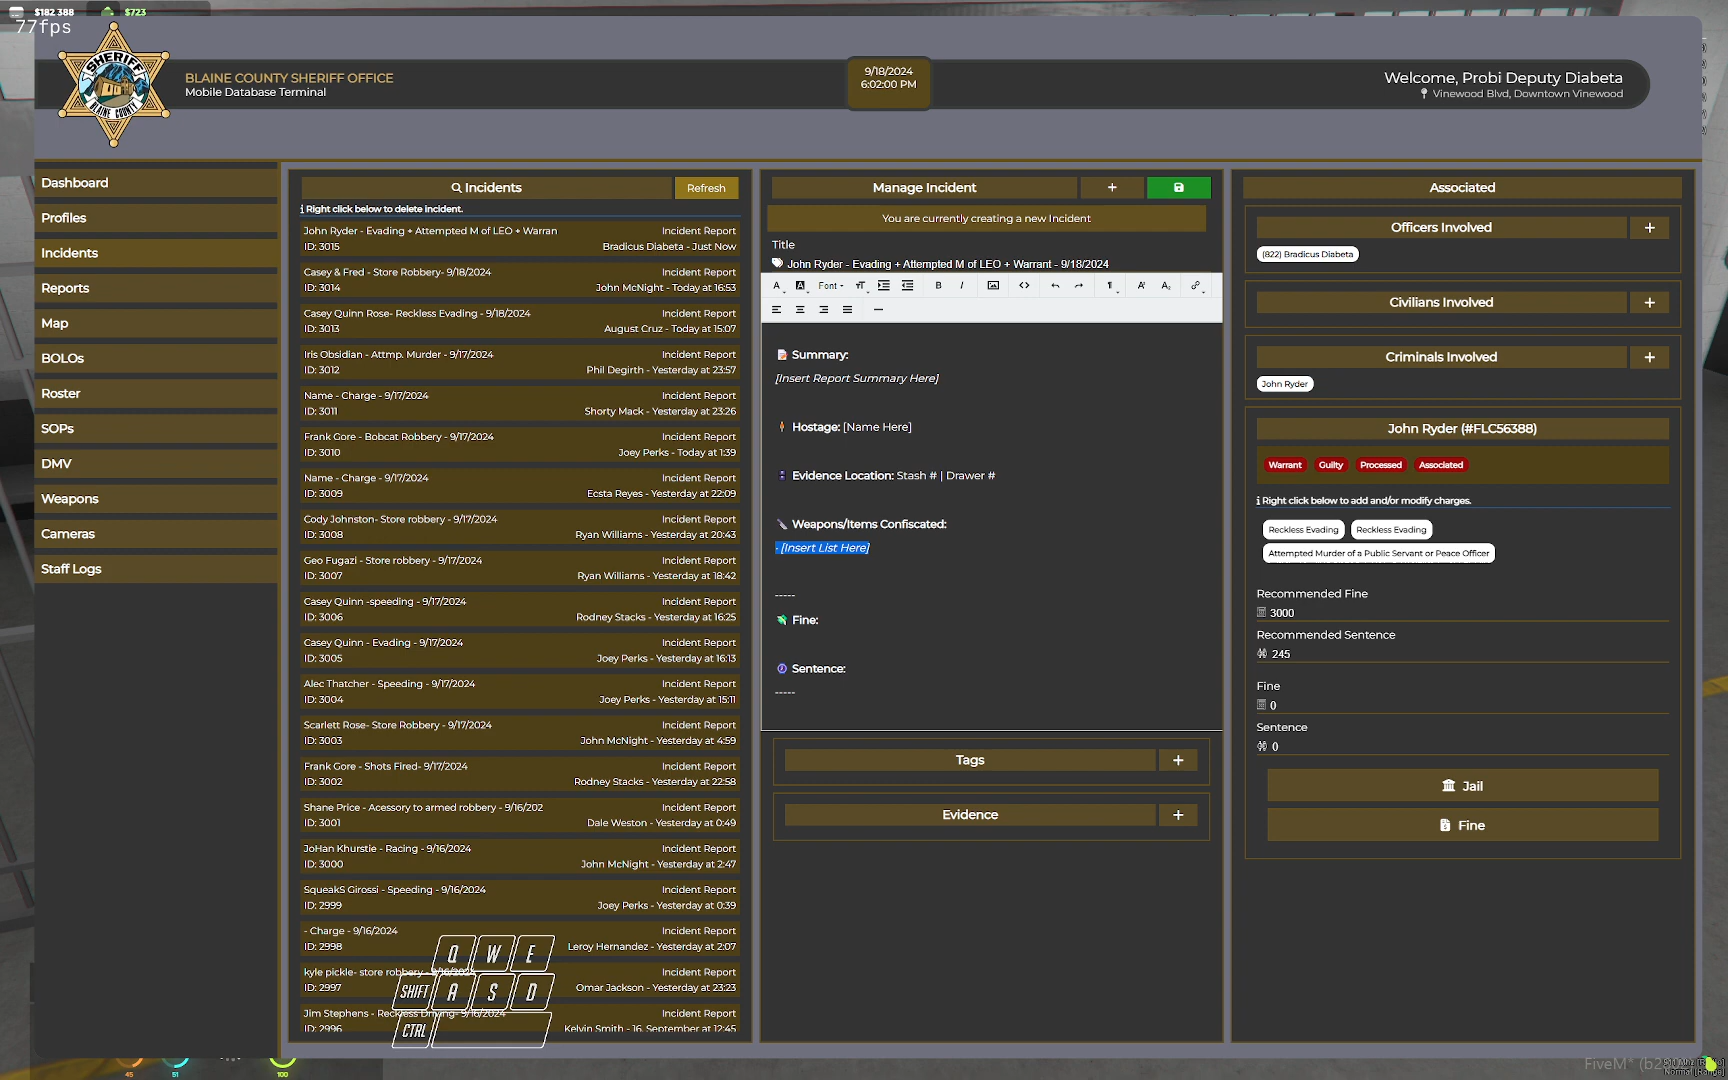 $182 388
$723
77fps
SHERIFF
BLAINE COUNTY
BLAINE COUNTY SHERIFF OFFICE
Mobile Database Terminal
9/18/2024
6:02:00 PM
Welcome, Probi Deputy Diabeta
Vinewood Blvd, Downtown Vinewood
Dashboard
Profiles
Incidents
Reports
Map
BOLOs
Roster
SOPs
DMV
Weapons
Cameras
Staff Logs
Incidents
Refresh
Right click below to delete incident.
John Ryder - Evading + Attempted M of LEO + Warran Incident Report
ID: 3015 Bradicus Diabeta - Just Now
Casey & Fred - Store Robbery- 9/18/2024 Incident Report
ID: 3014 John McNight - Today at 16:53
Casey Quinn Rose- Reckless Evading - 9/18/2024 Incident Report
ID: 3013 August Cruz - Today at 15:07
Iris Obsidian - Attmp. Murder - 9/17/2024 Incident Report
ID: 3012 Phil Degirth - Yesterday at 23:57
Name - Charge - 9/17/2024 Incident Report
ID: 3011 Shorty Mack - Yesterday at 23:26
Frank Gore - Bobcat Robbery - 9/17/2024 Incident Report
ID: 3010 Joey Perks - Today at 1:39
Name - Charge - 9/17/2024 Incident Report
ID: 3009 Ecsta Reyes - Yesterday at 22:09
Cody Johnston- Store robbery - 9/17/2024 Incident Report
ID: 3008 Ryan Williams - Yesterday at 20:43
Geo Fugazi - Store robbery - 9/17/2024 Incident Report
ID: 3007 Ryan Williams - Yesterday at 18:42
Casey Quinn -speeding - 9/17/2024 Incident Report
ID: 3006 Rodney Stacks - Yesterday at 16:25
Casey Quinn - Evading - 9/17/2024 Incident Report
ID: 3005 Joey Perks - Yesterday at 16:13
Alec Thatcher - Speeding - 9/17/2024 Incident Report
ID: 3004 Joey Perks - Yesterday at 15:11
Scarlett Rose- Store Robbery - 9/17/2024 Incident Report
ID: 3003 John McNight - Yesterday at 4:59
Frank Gore - Shots Fired- 9/17/2024 Incident Report
ID: 3002 Rodney Stacks - Yesterday at 22:58
Shane Price - Acessory to armed robbery - 9/16/202 Incident Report
ID: 3001 Dale Weston - Yesterday at 0:49
JoHan Khurstie - Racing - 9/16/2024 Incident Report
ID: 3000 John McNight - Yesterday at 2:47
SqueakS Girossi - Speeding - 9/16/2024 Incident Report
ID: 2999 Joey Perks - Yesterday at 0:39
- Charge - 9/16/2024 Incident Report
ID: 2998 Leroy Hernandez - Yesterday at 2:07
kyle pickle- store robbery - 9/16/2024 Incident Report
ID: 2997 Omar Jackson - Yesterday at 23:23
Jim Stephens - Reckless Driving- 9/16/2024 Incident Report
ID: 2996 Kelvin Smith - 16. September at 12:45
Q W E
SHIFT A S D
CTRL
Manage Incident
You are currently creating a new Incident
Title
John Ryder - Evading + Attempted M of LEO + Warrant - 9/18/2024
Font
Summary:
[Insert Report Summary Here]
Hostage: [Name Here]
Evidence Location: Stash # | Drawer #
Weapons/Items Confiscated:
- [Insert List Here]
-----
Fine:
Sentence:
-----
Tags
Evidence
Associated
Officers Involved
(822) Bradicus Diabeta
Civilians Involved
Criminals Involved
John Ryder
John Ryder (#FLC56388)
Warrant Guilty Processed Associated
Right click below to add and/or modify charges.
Reckless Evading Reckless Evading
Attempted Murder of a Public Servant or Peace Officer
Recommended Fine
3000
Recommended Sentence
245
Fine
0
Sentence
0
Jail
Fine
45 51 100
FiveM*
Normal [Range]